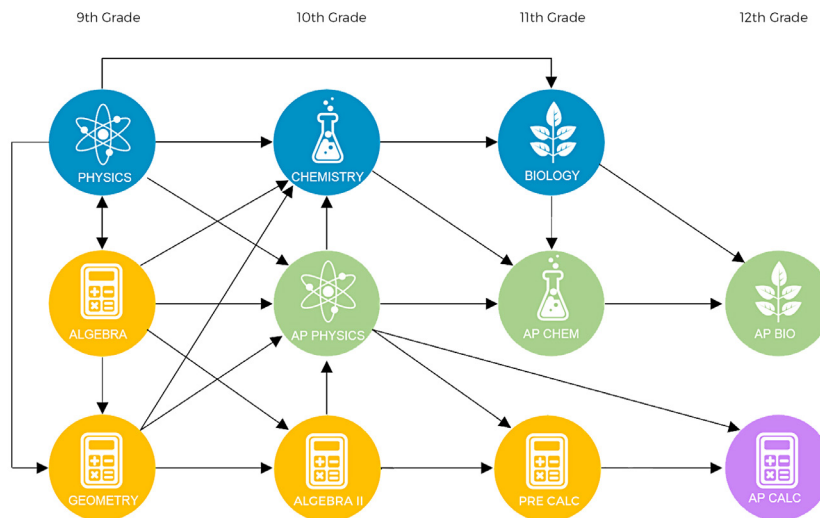 9th Grade
10th Grade
11th Grade
12th Grade
PHYSICS
CHEMISTRY
BIOLOGY
ALGEBRA
AP PHYSICS
AP CHEM
AP BIO
GEOMETRY
ALGEBRA II
PRE CALC
AP CALC